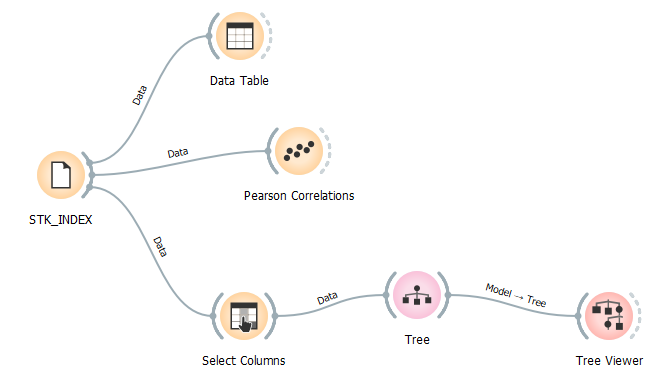 Data Table
Data
Data
Pearson Correlations
STK_INDEX
Data
Data
Model → Tree
Tree
Select Columns
Tree Viewer